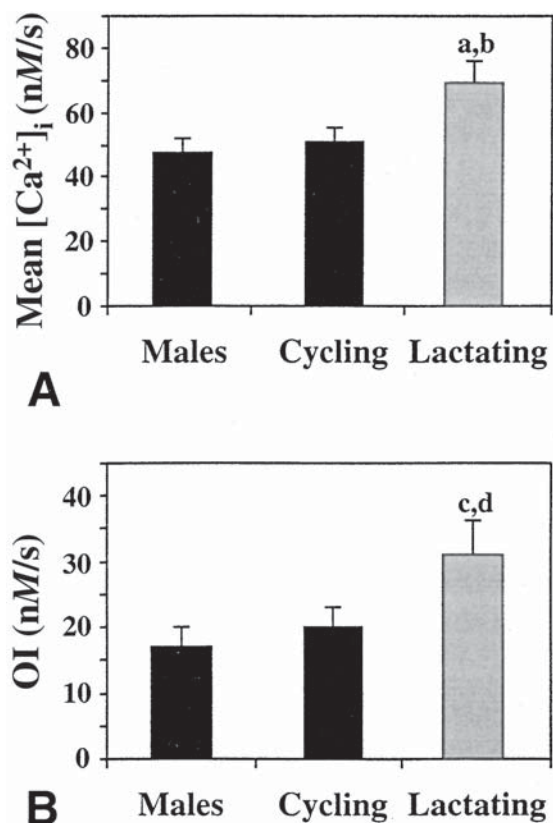 Mean [Ca²⁺]ᵢ (nM/s)
80
60
40
20
0
a,b
Males Cycling Lactating
A
OI (nM/s)
40
30
20
10
0
c,d
Males Cycling Lactating
B